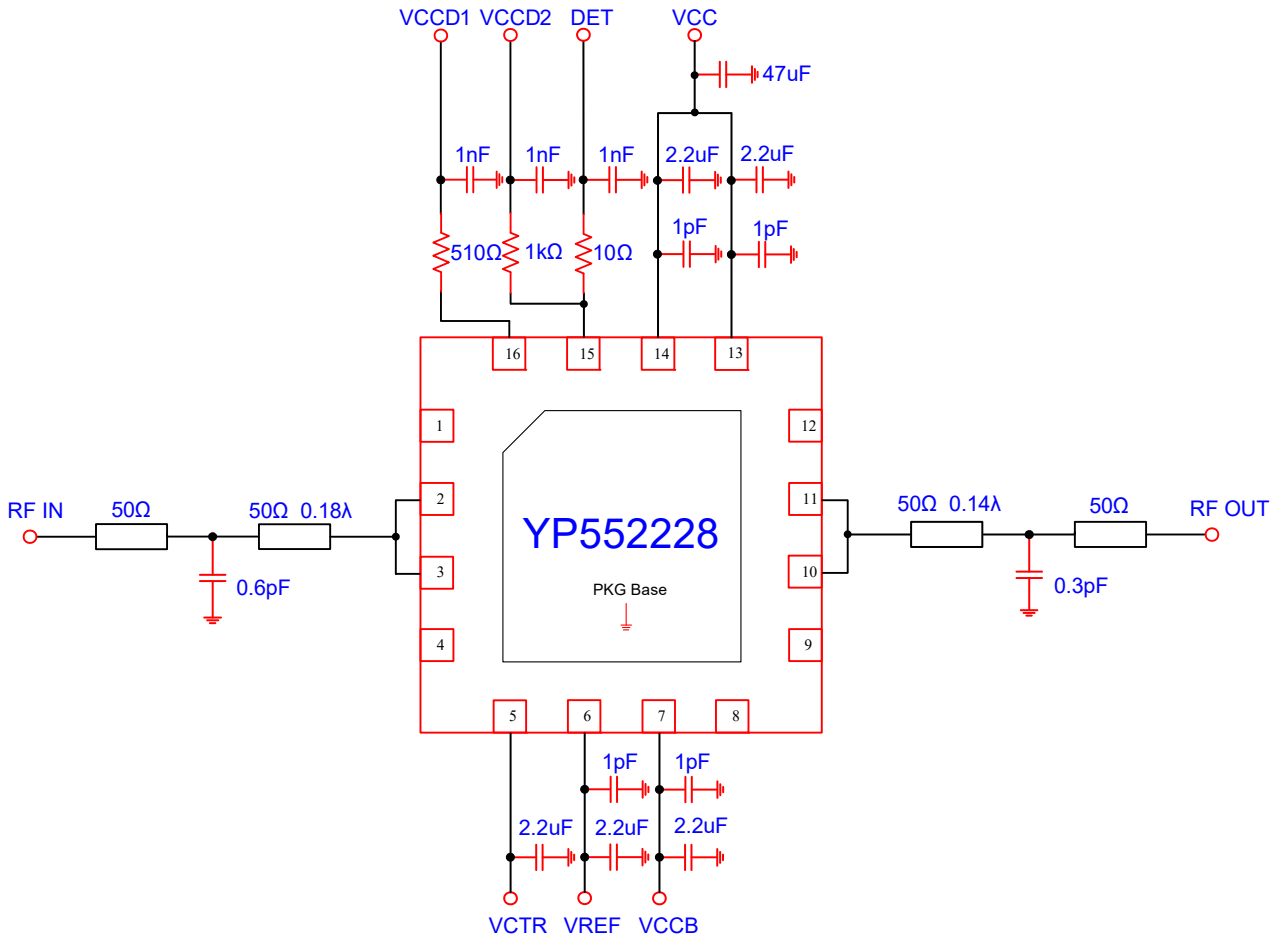 VCCD1 VCCD2 DET VCC
47uF
1nF 1nF 1nF 2.2uF 2.2uF
1pF 1pF
510Ω 1kΩ 10Ω
16 15 14 13
1 12
RF IN 50Ω 50Ω 0.18λ 2 11 50Ω 0.14λ 50Ω RF OUT
YP552228
3 10
0.6pF PKG Base 0.3pF
4 9
5 6 7 8
1pF 1pF
2.2uF 2.2uF 2.2uF
VCTR VREF VCCB